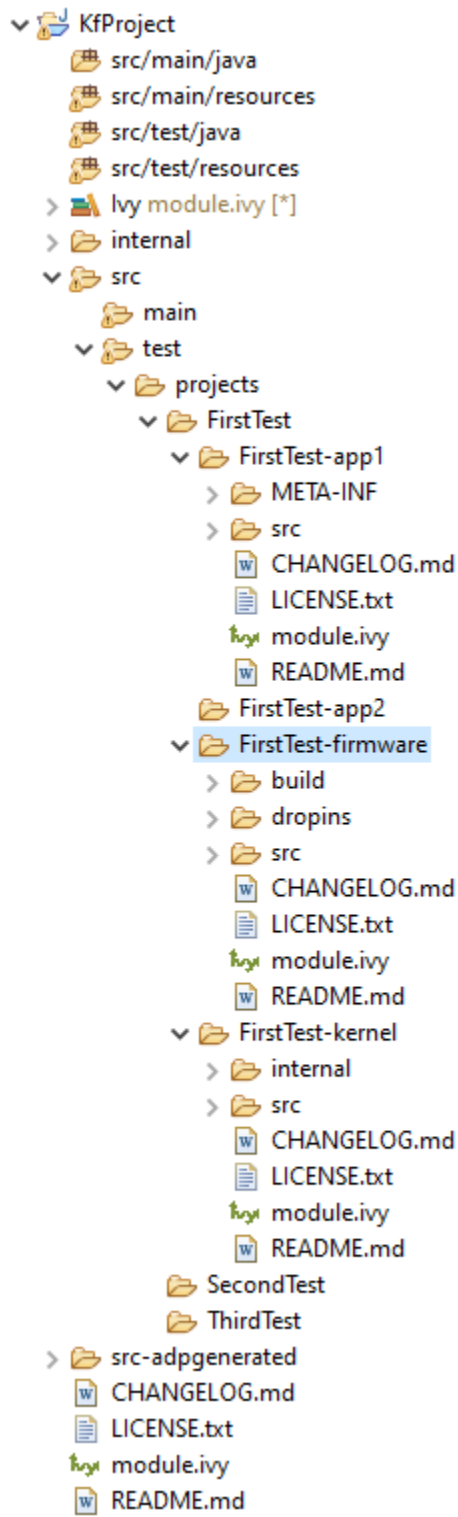 KfProject
src/main/java
src/main/resources
src/test/java
src/test/resources
Ivy module.ivy [*]
internal
src
main
test
projects
FirstTest
FirstTest-app1
META-INF
src
CHANGELOG.md
LICENSE.txt
module.ivy
README.md
FirstTest-app2
FirstTest-firmware
build
dropins
src
CHANGELOG.md
LICENSE.txt
module.ivy
README.md
FirstTest-kernel
internal
src
CHANGELOG.md
LICENSE.txt
module.ivy
README.md
SecondTest
ThirdTest
src-adpgenerated
CHANGELOG.md
LICENSE.txt
module.ivy
README.md